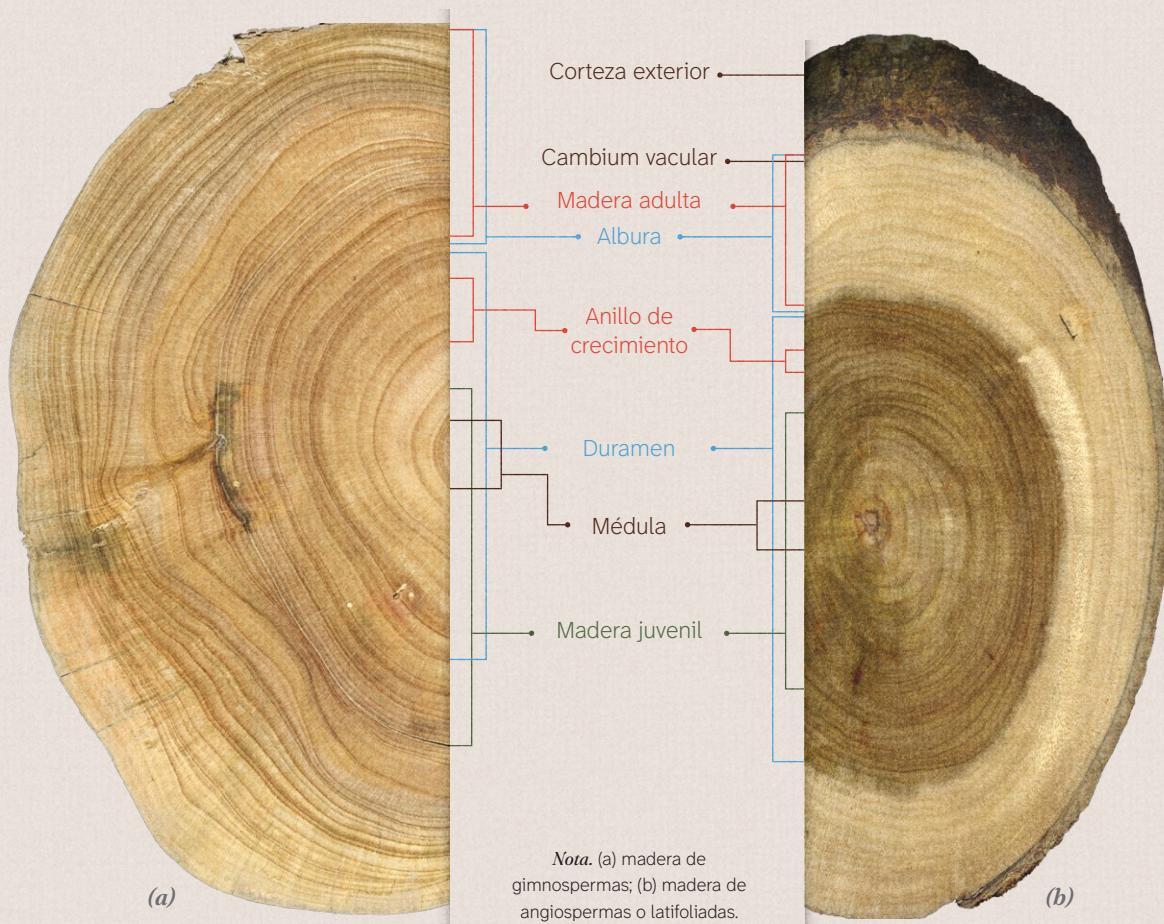 Corteza exterior
Cambium vacular
Madera adulta
Albura
Anillo de
crecimiento
Duramen
Médula
Madera juvenil
Nota. (a) madera de
gimnospermas; (b) madera de
angiospermas o latifoliadas.
(a)
(b)